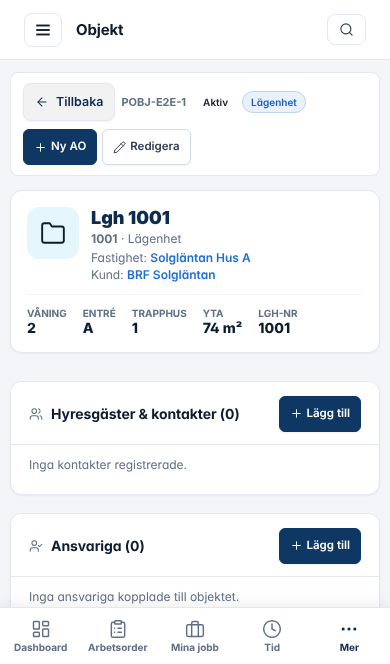 Objekt
Tillbaka POBJ-E2E-1 Aktiv Lägenhet
Ny AO Redigera
Lgh 1001
1001 · Lägenhet
Fastighet: Solgläntan Hus A
Kund: BRF Solgläntan
VÅNING ENTRÉ TRAPPHUS YTA LGH-NR
2 A 1 74 m² 1001
Hyresgäster & kontakter (0) + Lägg till
Inga kontakter registrerade.
Ansvariga (0) + Lägg till
Inga ansvariga kopplade till objektet.
Dashboard Arbetsorder Mina jobb Tid Mer